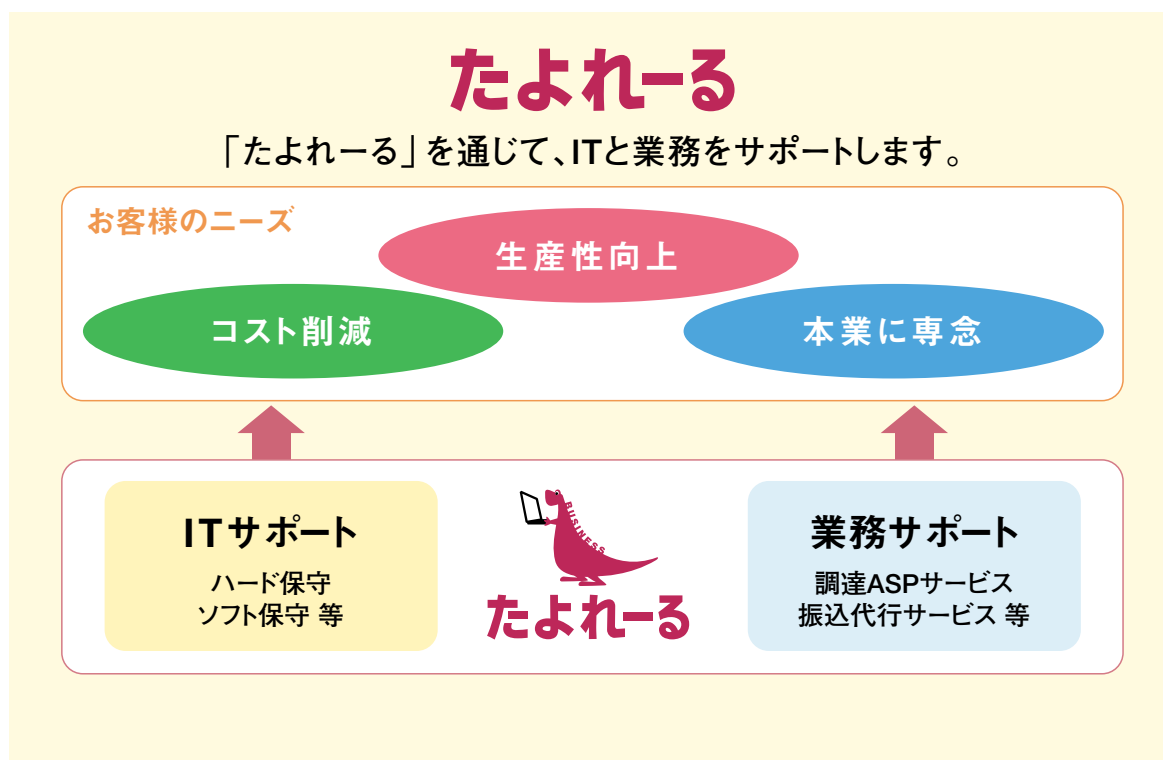 たよれーる
「たよれーる」を通じて、ITと業務をサポートします。
お客様のニーズ
生産性向上
コスト削減
本業に専念
ITサポート
ハード保守
ソフト保守 等
BUSINESS
たよれーる
業務サポート
調達ASPサービス
振込代行サービス 等